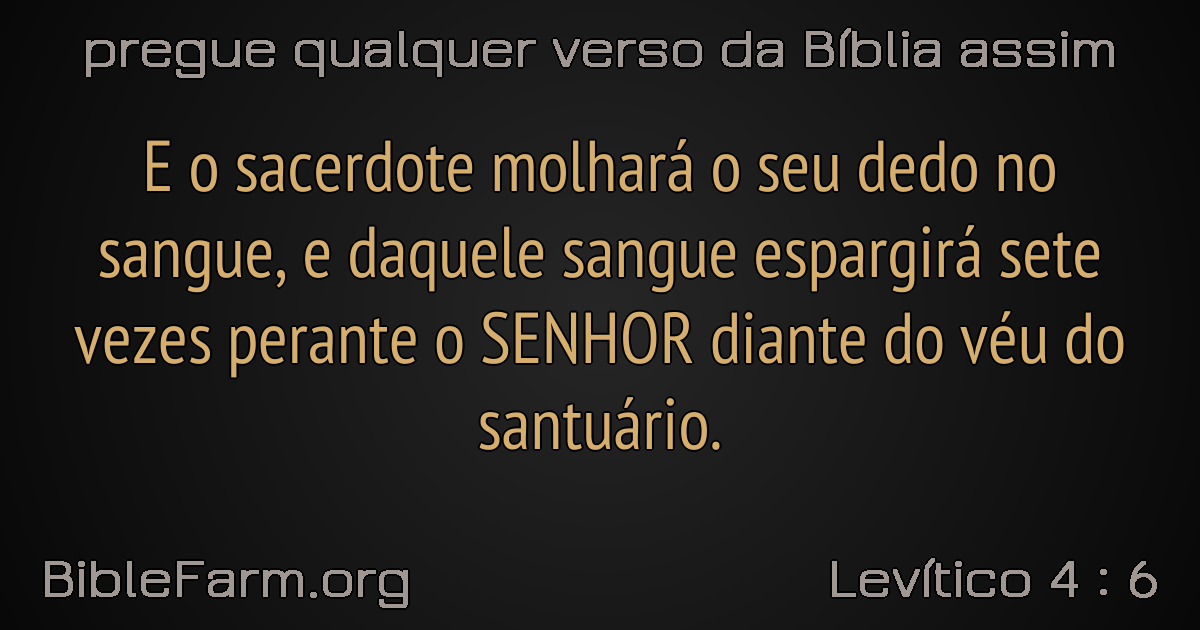 pregue qualquer verso da Bíblia assim
E o sacerdote molhará o seu dedo no
sangue, e daquele sangue espargirá sete
vezes perante o SENHOR diante do véu do
santuário.
BibleFarm.org
Levítico 4 : 6